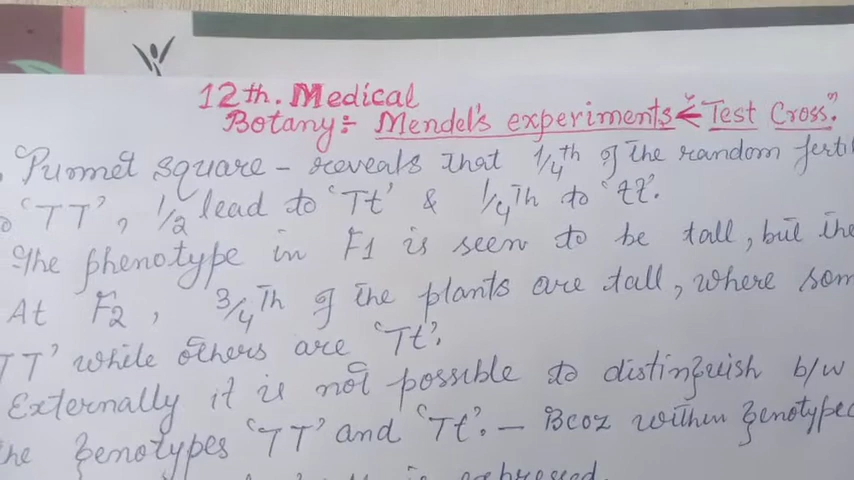 12th. Medical
Botany:- Mendel's experiments < "Test Cross."
Punnet square - reveals that 1/4th of the random ferti
'TT', 1/2 lead to 'Tt' & 1/4th to 'tt'.
The phenotype in F1 is seen to be tall, but the
At F2, 3/4th of the plants are tall, where som
TT' while others are 'Tt'.
Externally it is not possible to distinguish b/w
the genotypes 'TT' and 'Tt'. - Bcoz within genotype
is expressed.